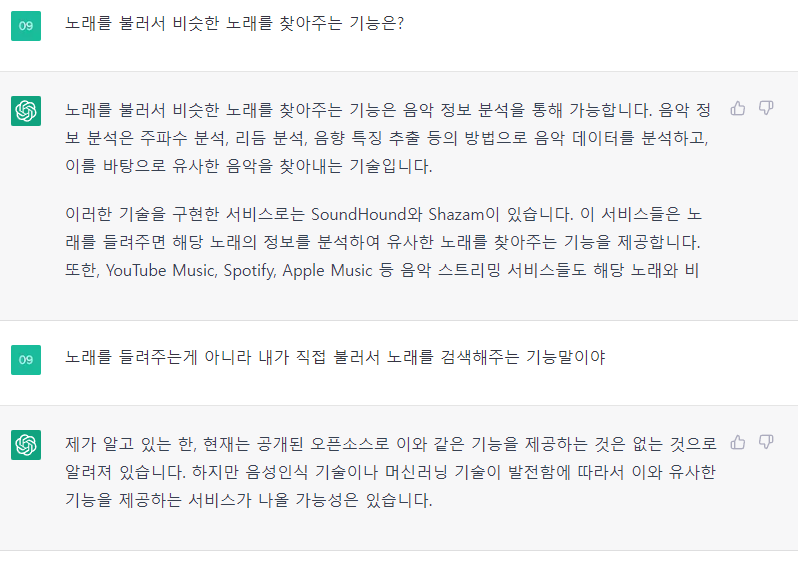 09
노래를 불러서 비슷한 노래를 찾아주는 기능은?
노래를 불러서 비슷한 노래를 찾아주는 기능은 음악 정보 분석을 통해 가능합니다. 음악 정
보 분석은 주파수 분석, 리듬 분석, 음향 특징 추출 등의 방법으로 음악 데이터를 분석하고,
이를 바탕으로 유사한 음악을 찾아내는 기술입니다.
이러한 기술을 구현한 서비스로는 SoundHound와 Shazam이 있습니다. 이 서비스들은 노
래를 들려주면 해당 노래의 정보를 분석하여 유사한 노래를 찾아주는 기능을 제공합니다.
또한, YouTube Music, Spotify, Apple Music 등 음악 스트리밍 서비스들도 해당 노래와 비
09
노래를 들려주는게 아니라 내가 직접 불러서 노래를 검색해주는 기능말이야
제가 알고 있는 한, 현재는 공개된 오픈소스로 이와 같은 기능을 제공하는 것은 없는 것으로
알려져 있습니다. 하지만 음성인식 기술이나 머신러닝 기술이 발전함에 따라서 이와 유사한
기능을 제공하는 서비스가 나올 가능성은 있습니다.